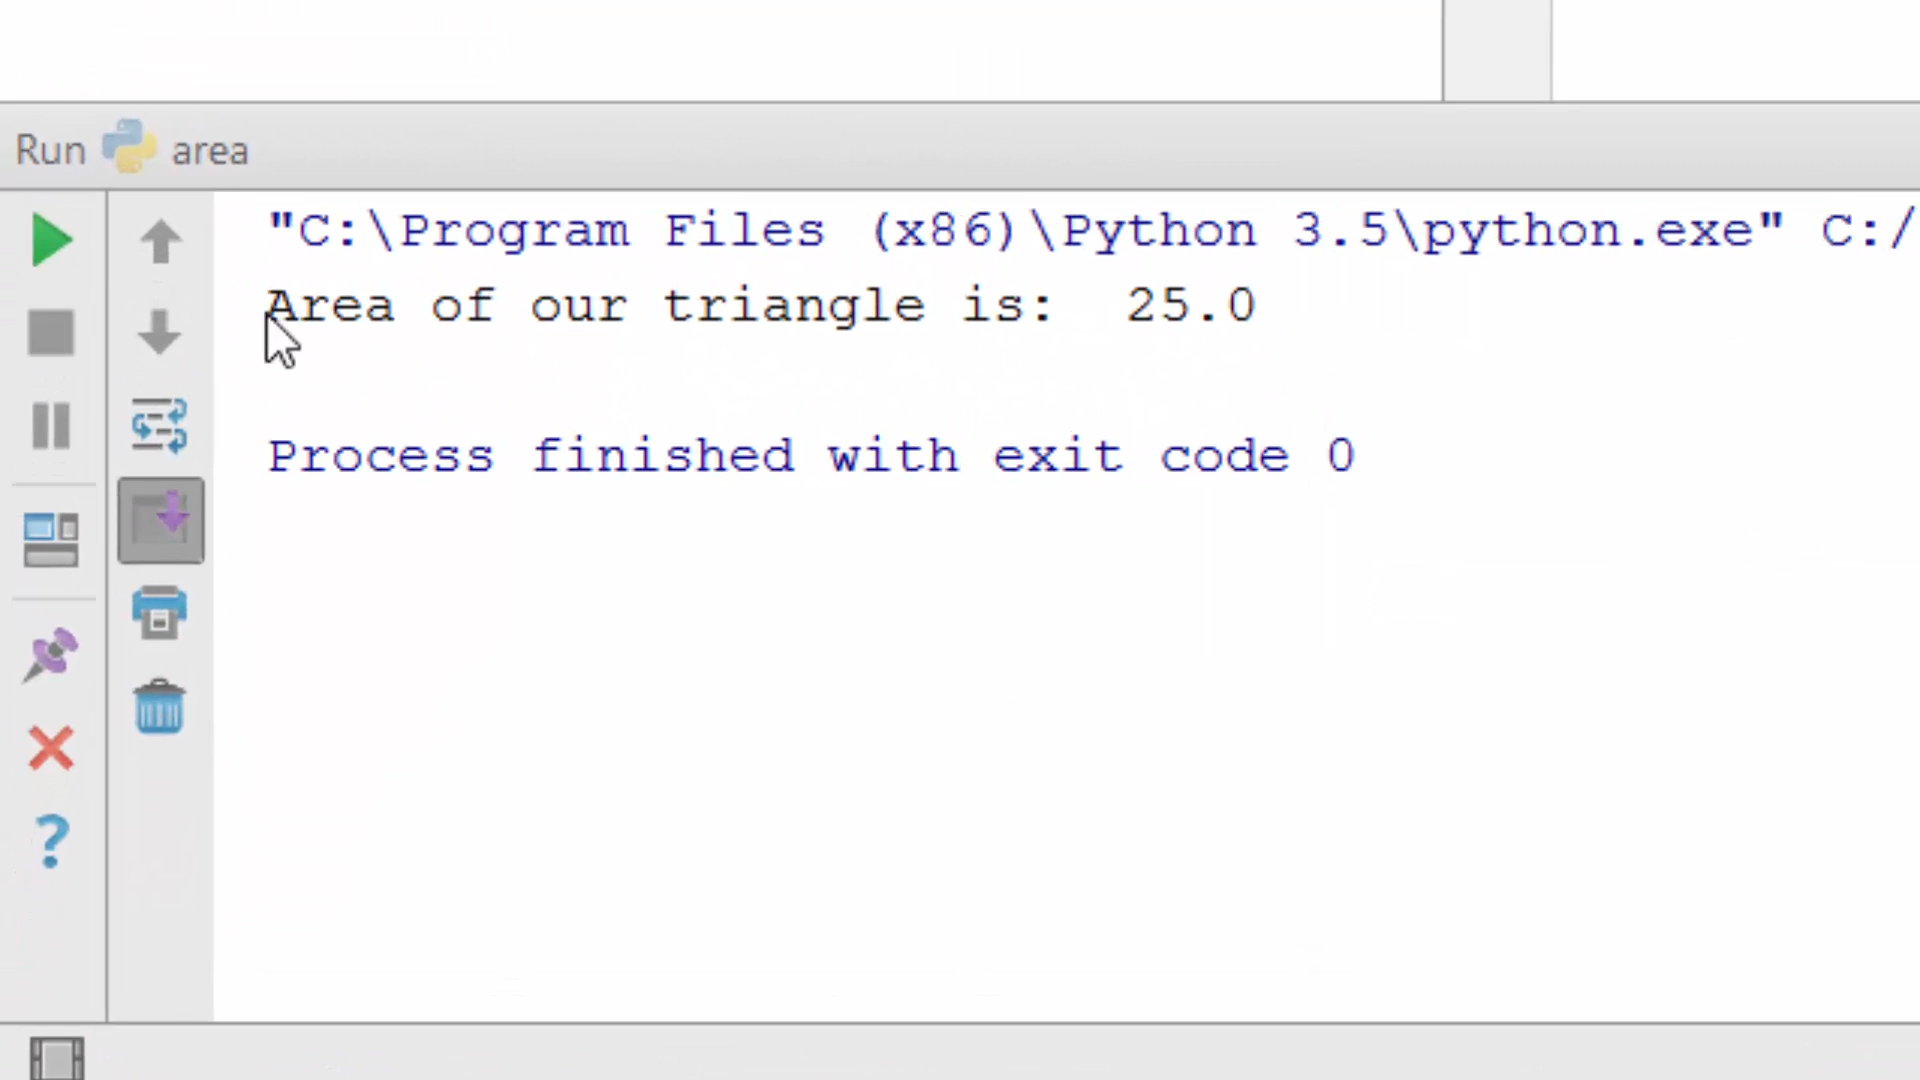 Run area
"C:\Program Files (x86)\Python 3.5\python.exe" C:/
Area of our triangle is:  25.0
Process finished with exit code 0